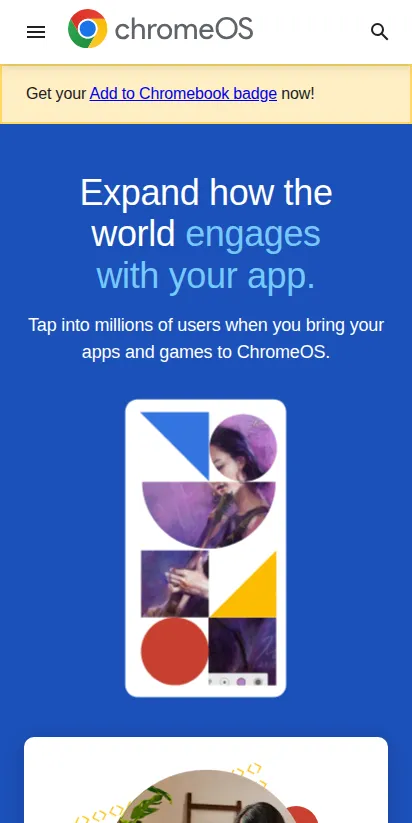 chromeOS
Get your Add to Chromebook badge now!
Expand how the
world engages
with your app.
Tap into millions of users when you bring your
apps and games to ChromeOS.